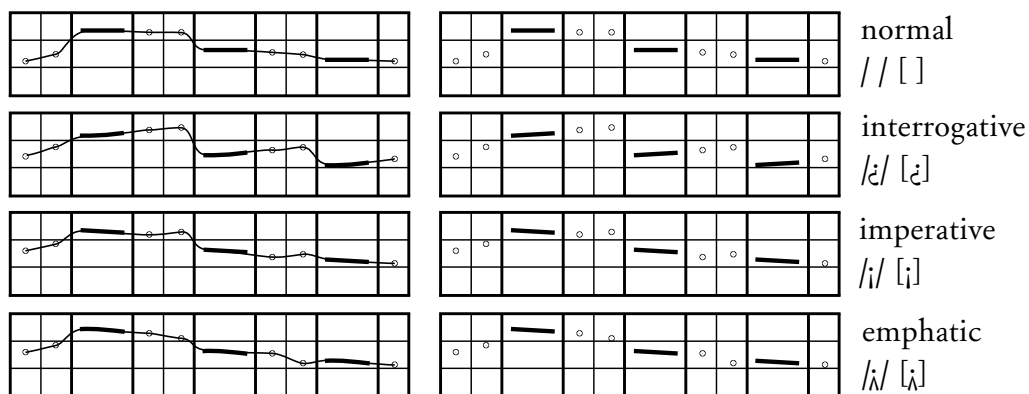 normal
/ / [ ]
interrogative
/¿/ [¿]
imperative
/¡/ [¡]
emphatic